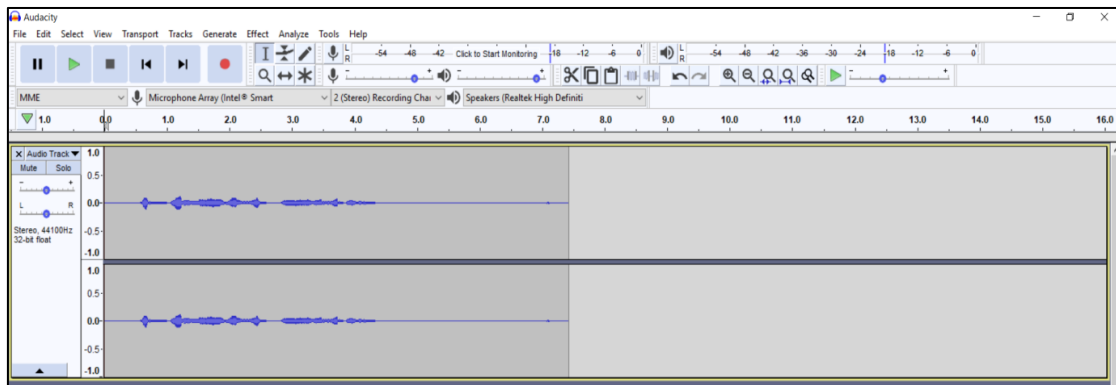 Audacity
File Edit Select View Transport Tracks Generate Effect Analyze Tools Help
L R -54 -48 -42 Click to Start Monitoring -18 -12 -6 0 L R -54 -48 -42 -36 -30 -24 -18 -12 -6 0
MME Microphone Array (Intel® Smart 2 (Stereo) Recording Chai Speakers (Realtek High Definiti
1.0 0.0 1.0 2.0 3.0 4.0 5.0 6.0 7.0 8.0 9.0 10.0 11.0 12.0 13.0 14.0 15.0 16.0
Audio Track 1.0
Mute Solo
0.5
L R 0.0
Stereo, 44100Hz -0.5
32-bit float
-1.0
1.0
0.5
0.0
-0.5
-1.0